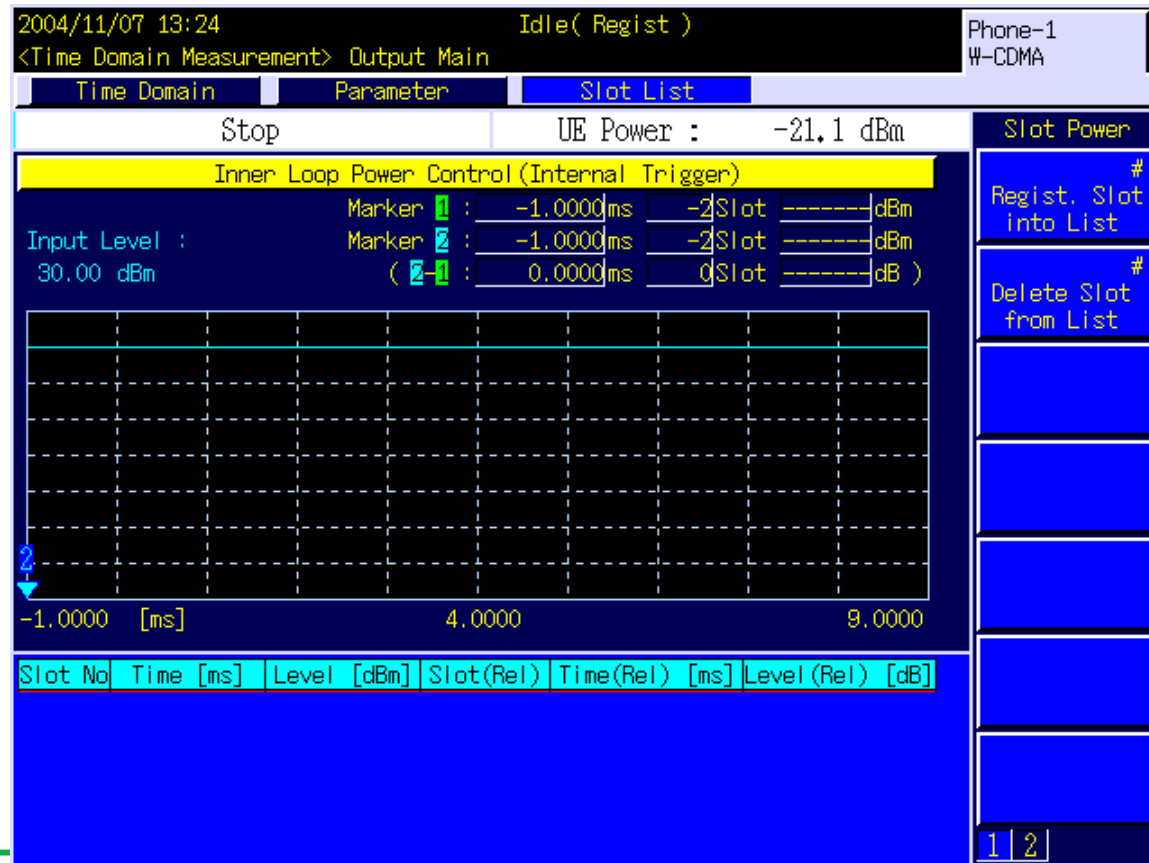 2004/11/07 13:24 Idle( Regist )
<Time Domain Measurement> Output Main
Phone-1
W-CDMA
Time Domain Parameter Slot List
Stop UE Power : -21.1 dBm
Slot Power
Inner Loop Power Control(Internal Trigger)
Marker 1 : -1.0000ms -2Slot -------dBm
Input Level : Marker 2 : -1.0000ms -2Slot -------dBm
30.00 dBm ( 2-1 : 0.0000ms 0Slot -------dB )
#
Regist. Slot
into List
#
Delete Slot
from List
2
-1.0000 [ms] 4.0000 9.0000
Slot No Time [ms] Level [dBm] Slot(Rel) Time(Rel) [ms] Level(Rel) [dB]
1 2